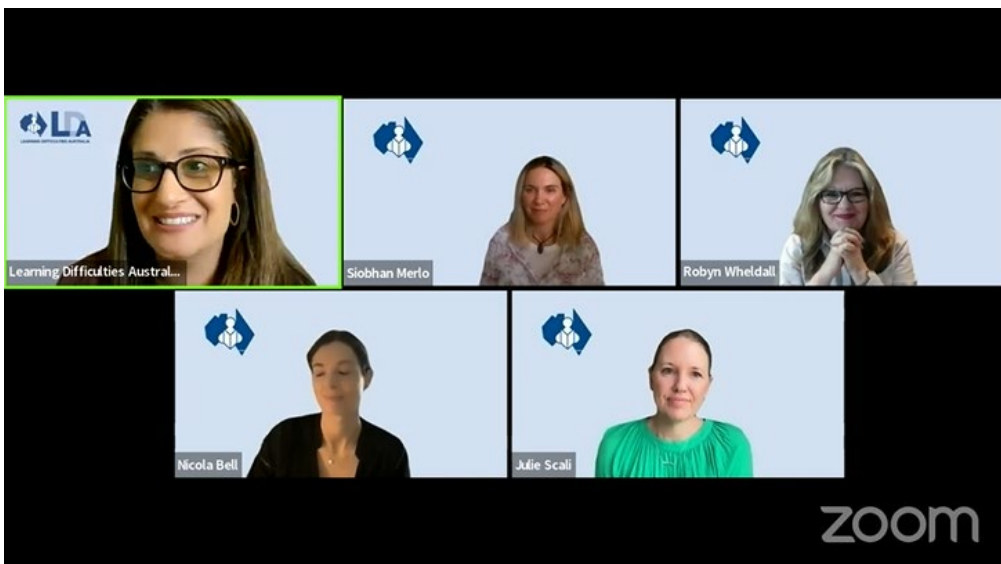 LDA
LEARNING DIFFICULTIES AUSTRALIA
Learning Difficulties Austral...
Siobhan Merlo
Robyn Wheldall
Nicola Bell
Julie Scali
zoom